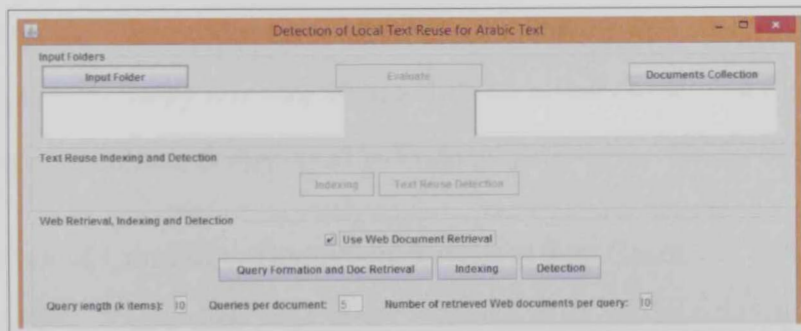 Detection of Local Text Reuse for Arabic Text
Input Folders
Input Folder Evaluate Documents Collection
Text Reuse Indexing and Detection
Indexing Text Reuse Detection
Web Retrieval, Indexing and Detection
Use Web Document Retrieval
Query Formation and Doc Retrieval Indexing Detection
Query length (k items): 10 Queries per document: 5 Number of retrieved Web documents per query: 10